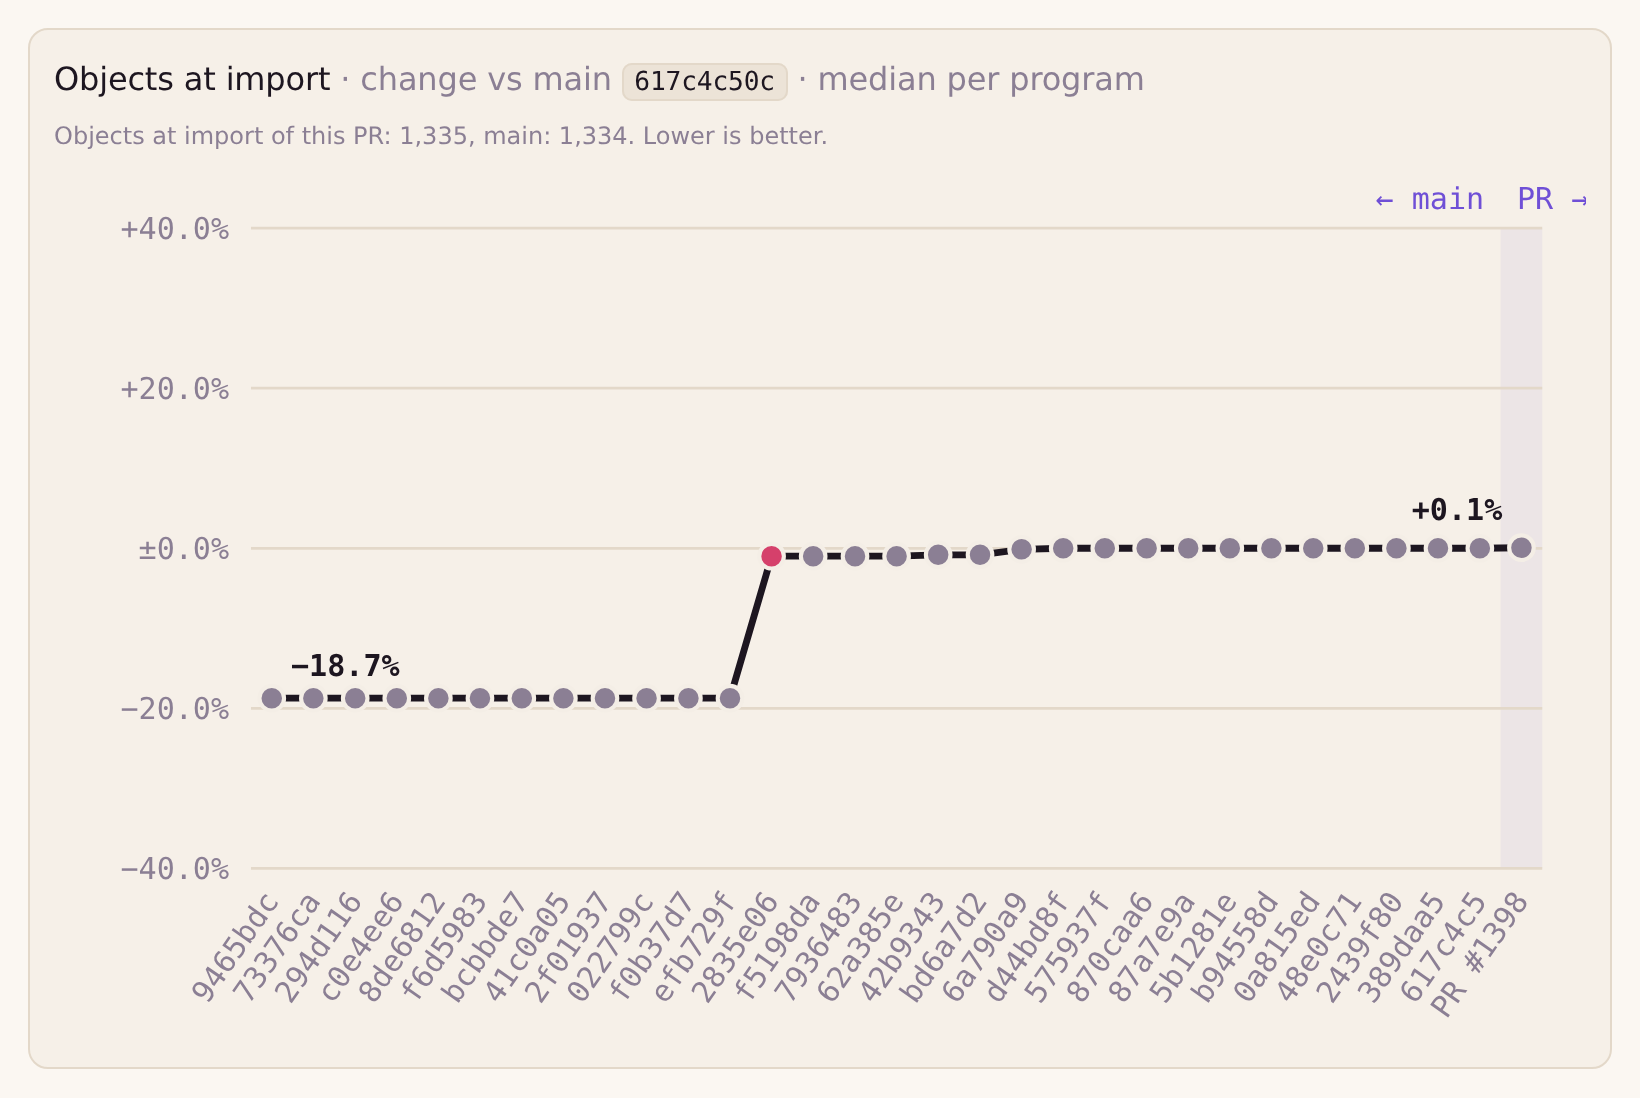 Objects at import · change vs main 617c4c50c · median per program
Objects at import of this PR: 1,335, main: 1,334. Lower is better.
← main PR →
+40.0%
+20.0%
±0.0%
−20.0%
−40.0%
−18.7%
+0.1%
9465bdc
73376ca
294d116
c0e4ee6
8de6812
f6d5983
bcbbde7
41c0a05
2f01937
022799c
f0b37d7
efb729f
2835e06
f5198da
7936483
62a385e
42b9343
bd6a7d2
6a790a9
d44bd8f
575937f
870caa6
87a7e9a
5b1281e
b94558d
0a815ed
48e0c71
2439f80
389daa5
617c4c5
PR #1398